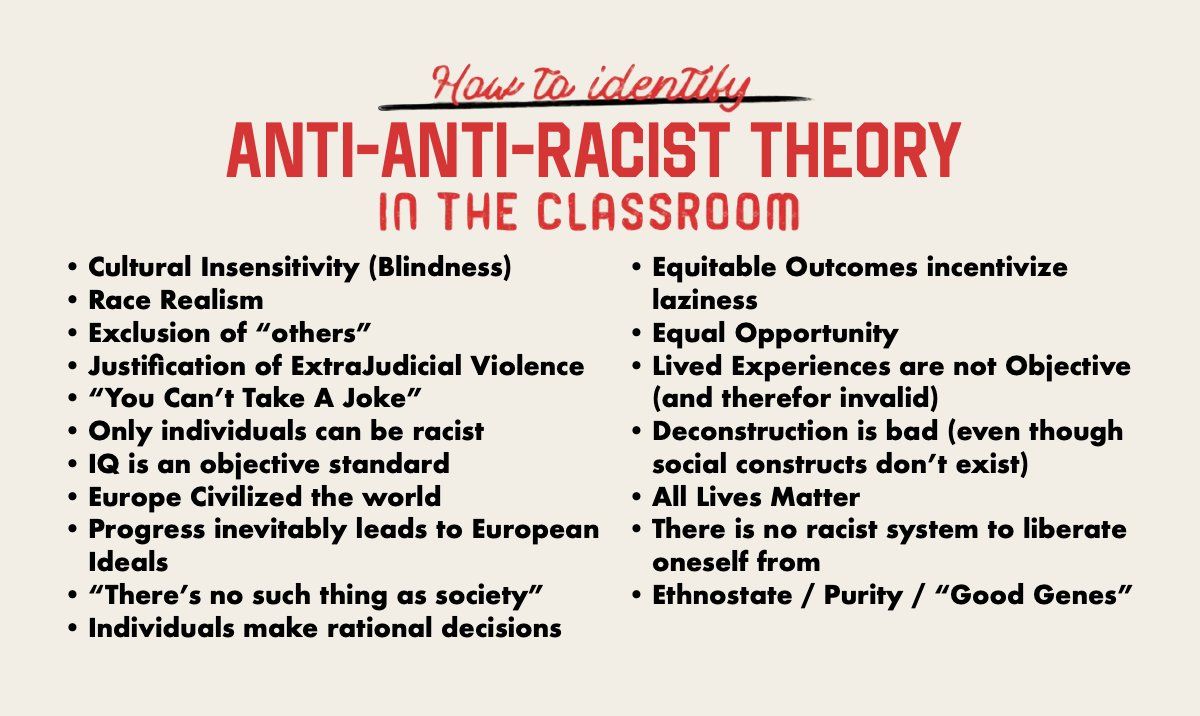 How to identify
ANTI-ANTI-RACIST THEORY
IN THE CLASSROOM
• Cultural Insensitivity (Blindness)
• Race Realism
• Exclusion of “others”
• Justification of ExtraJudicial Violence
• “You Can’t Take A Joke”
• Only individuals can be racist
• IQ is an objective standard
• Europe Civilized the world
• Progress inevitably leads to European
Ideals
• “There’s no such thing as society”
• Individuals make rational decisions
• Equitable Outcomes incentivize
laziness
• Equal Opportunity
• Lived Experiences are not Objective
(and therefor invalid)
• Deconstruction is bad (even though
social constructs don’t exist)
• All Lives Matter
• There is no racist system to liberate
oneself from
• Ethnostate / Purity / “Good Genes”